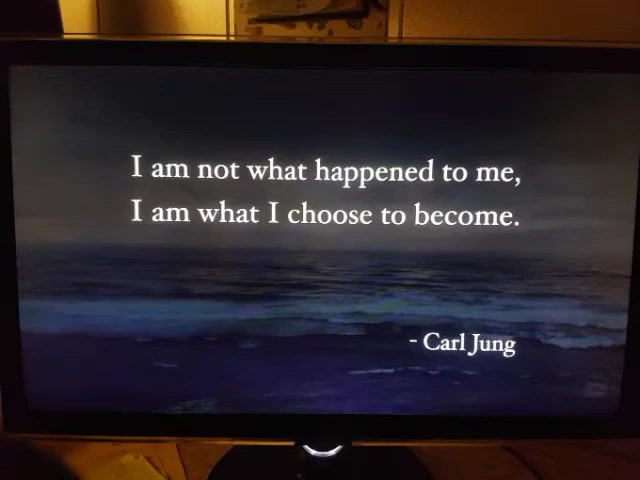 I am not what happened to me,
I am what I choose to become.
- Carl Jung